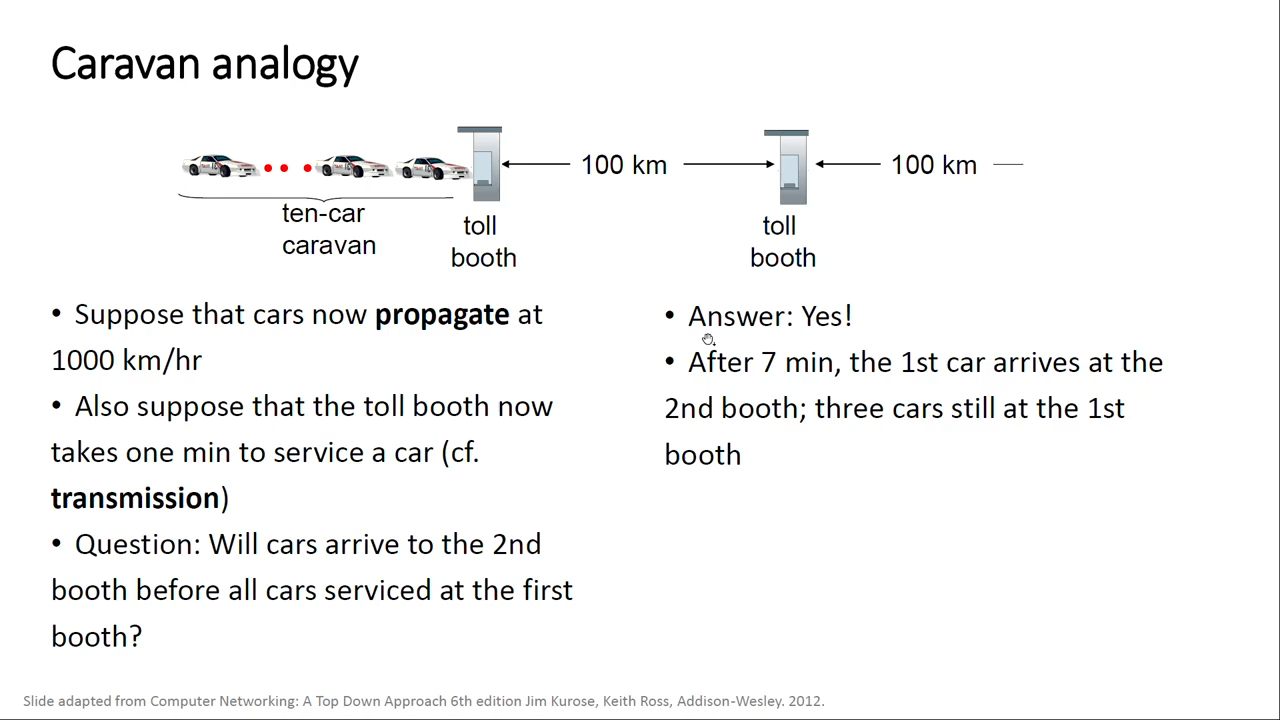 Caravan analogy
100 km
100 km
ten-car
caravan
toll
booth
toll
booth
• Suppose that cars now propagate at
1000 km/hr
• Also suppose that the toll booth now
takes one min to service a car (cf.
transmission)
• Question: Will cars arrive to the 2nd
booth before all cars serviced at the first
booth?
• Answer: Yes!
• After 7 min, the 1st car arrives at the
2nd booth; three cars still at the 1st
booth
Slide adapted from Computer Networking: A Top Down Approach 6th edition Jim Kurose, Keith Ross, Addison-Wesley. 2012.